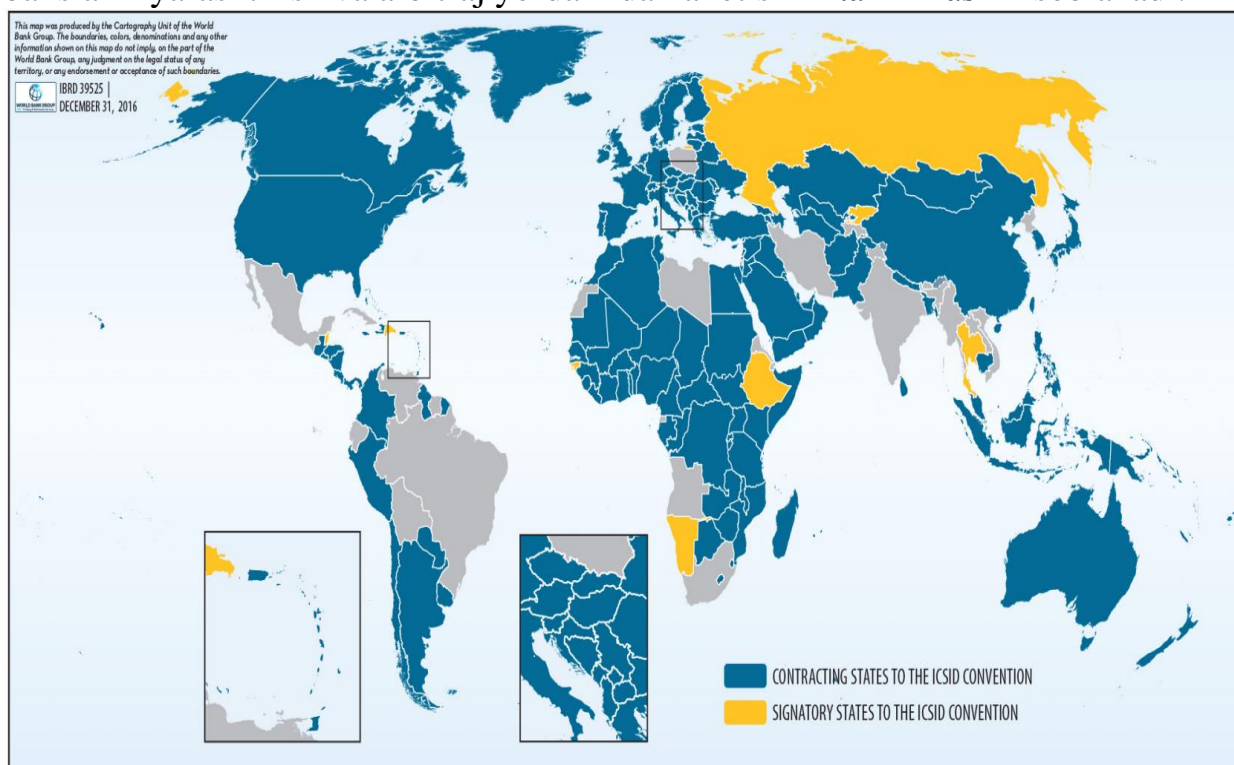 This map was produced by the Cartography Unit of the World
Bank Group. The boundaries, colors, denominations and any other
information shown on this map do not imply, on the part of the
World Bank Group, any judgment on the legal status of any
territory, or any endorsement or acceptance of such boundaries.
WORLD BANK GROUP
IBRD 39525 |
DECEMBER 31, 2016
CONTRACTING STATES TO THE ICSID CONVENTION
SIGNATORY STATES TO THE ICSID CONVENTION